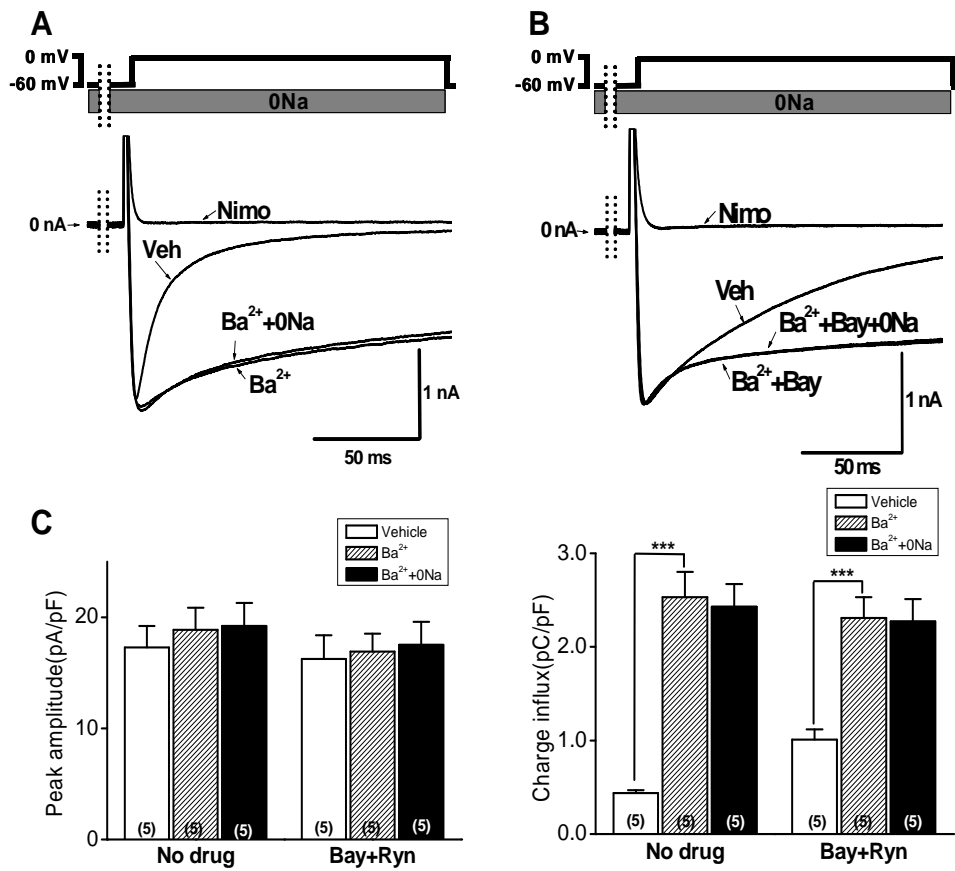 A
0 mV
-60 mV
0Na
0 nA
Nimo
Veh
Ba²⁺+0Na
Ba²⁺
1 nA
50 ms
B
0 mV
-60 mV
0Na
0 nA
Nimo
Veh
Ba²⁺+Bay+0Na
Ba²⁺+Bay
1 nA
50 ms
C
Vehicle
Ba²⁺
Ba²⁺+0Na
Peak amplitude(pA/pF)
20
10
0
(5) (5) (5) (5) (5) (5)
No drug Bay+Ryn
Vehicle
Ba²⁺
Ba²⁺+0Na
Charge influx(pC/pF)
3.0
2.0
1.0
0.0
*** ***
(5) (5) (5) (5) (5) (5)
No drug Bay+Ryn